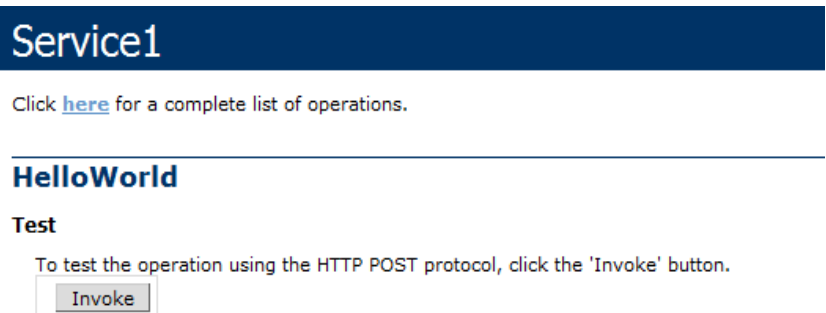 Service1
Click here for a complete list of operations.
HelloWorld
Test
To test the operation using the HTTP POST protocol, click the 'Invoke' button.
Invoke